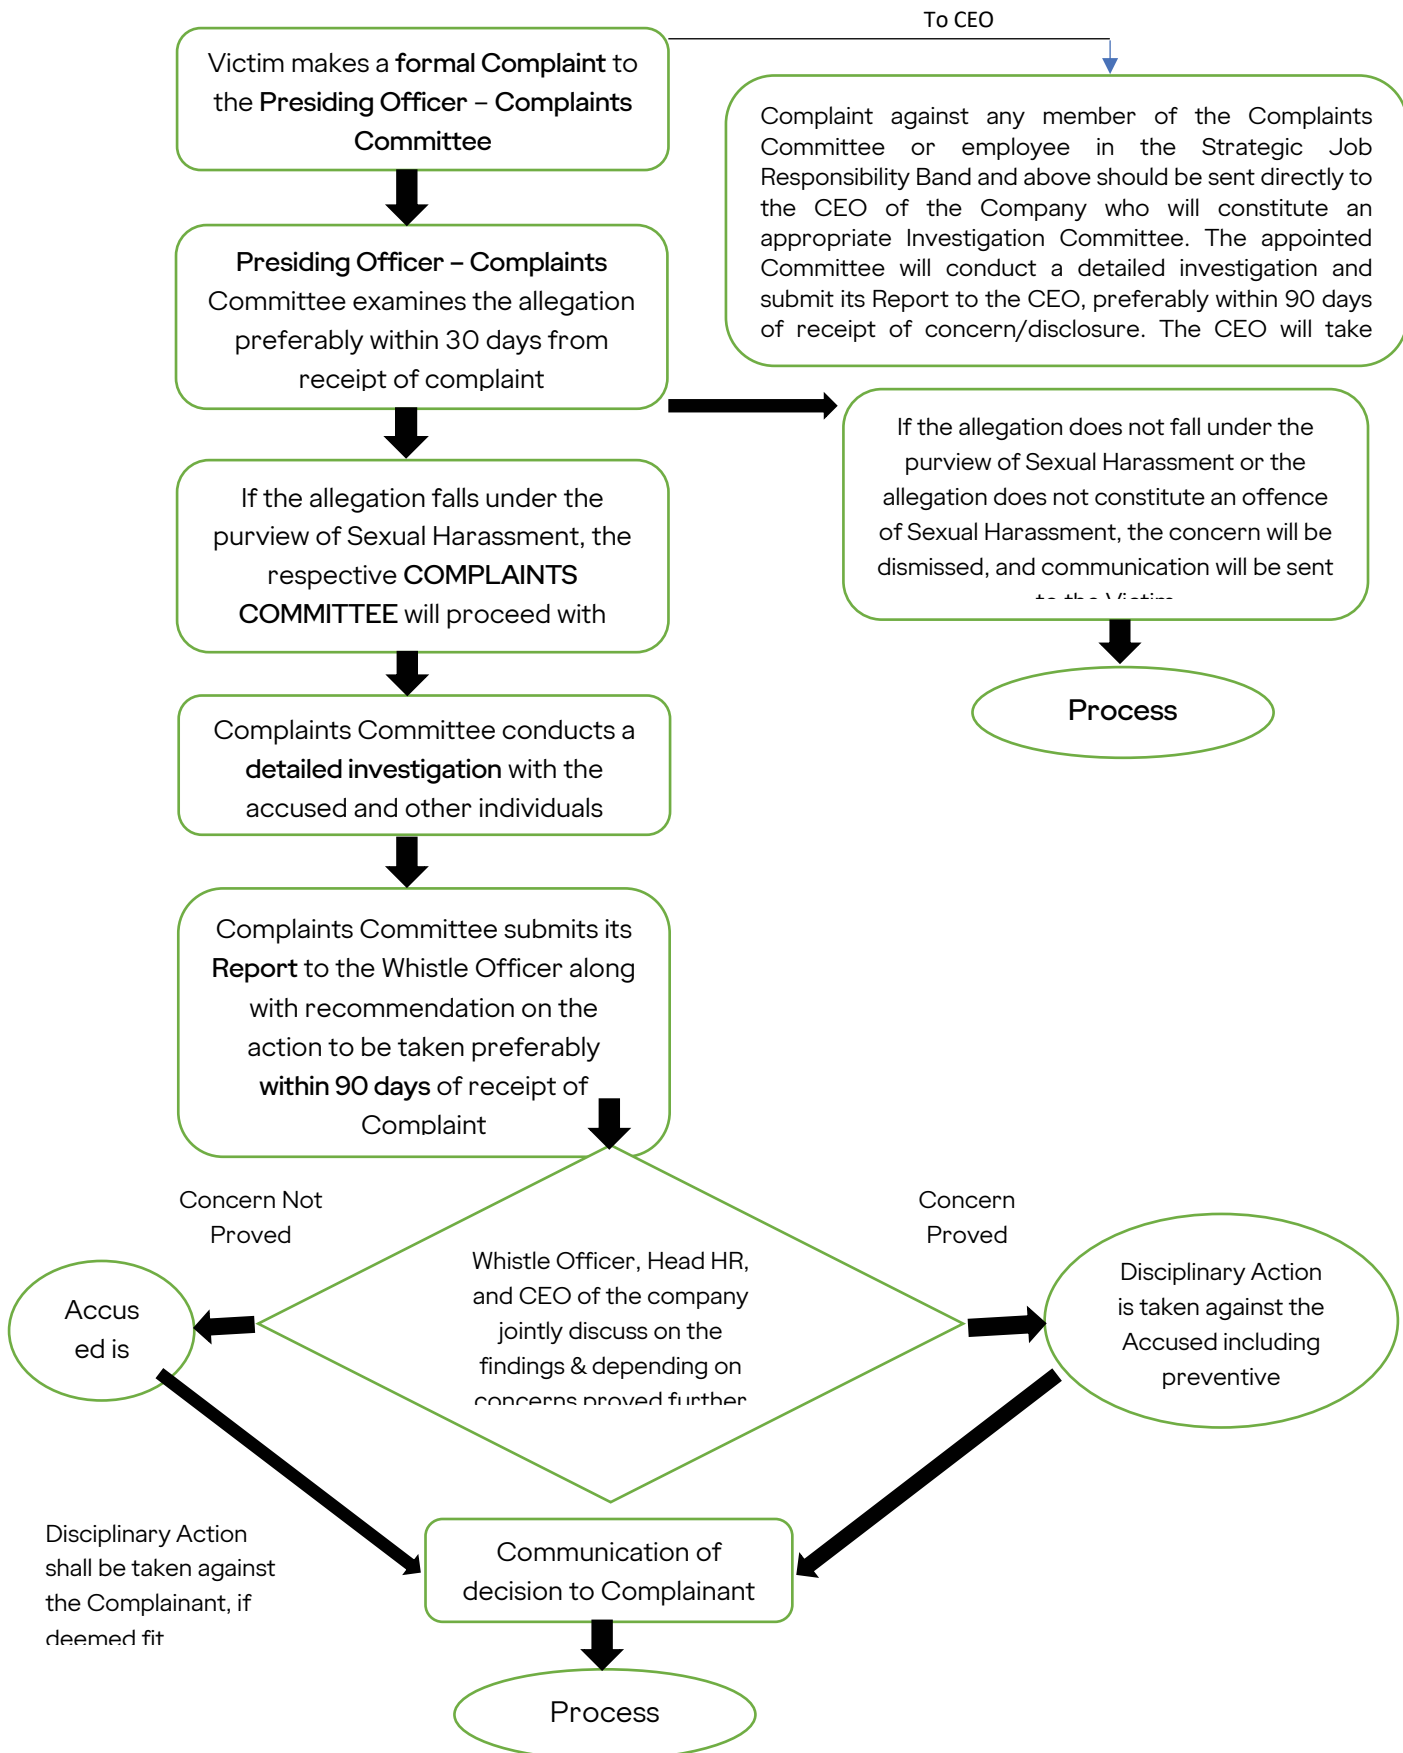 To CEO
Victim makes a formal Complaint to
the Presiding Officer – Complaints
Committee
Complaint against any member of the Complaints
Committee or employee in the Strategic Job
Responsibility Band and above should be sent directly to
the CEO of the Company who will constitute an
appropriate Investigation Committee. The appointed
Committee will conduct a detailed investigation and
submit its Report to the CEO, preferably within 90 days
of receipt of concern/disclosure. The CEO will take
Presiding Officer – Complaints
Committee examines the allegation
preferably within 30 days from
receipt of complaint
If the allegation does not fall under the
purview of Sexual Harassment or the
allegation does not constitute an offence
of Sexual Harassment, the concern will be
dismissed, and communication will be sent
to the Victim
If the allegation falls under the
purview of Sexual Harassment, the
respective COMPLAINTS
COMMITTEE will proceed with
Process
Complaints Committee conducts a
detailed investigation with the
accused and other individuals
Complaints Committee submits its
Report to the Whistle Officer along
with recommendation on the
action to be taken preferably
within 90 days of receipt of
Complaint
Concern Not
Proved
Concern
Proved
Whistle Officer, Head HR,
and CEO of the company
jointly discuss on the
findings & depending on
concerns proved further
Accus
ed is
Disciplinary Action
is taken against the
Accused including
preventive
Disciplinary Action
shall be taken against
the Complainant, if
deemed fit
Communication of
decision to Complainant
Process